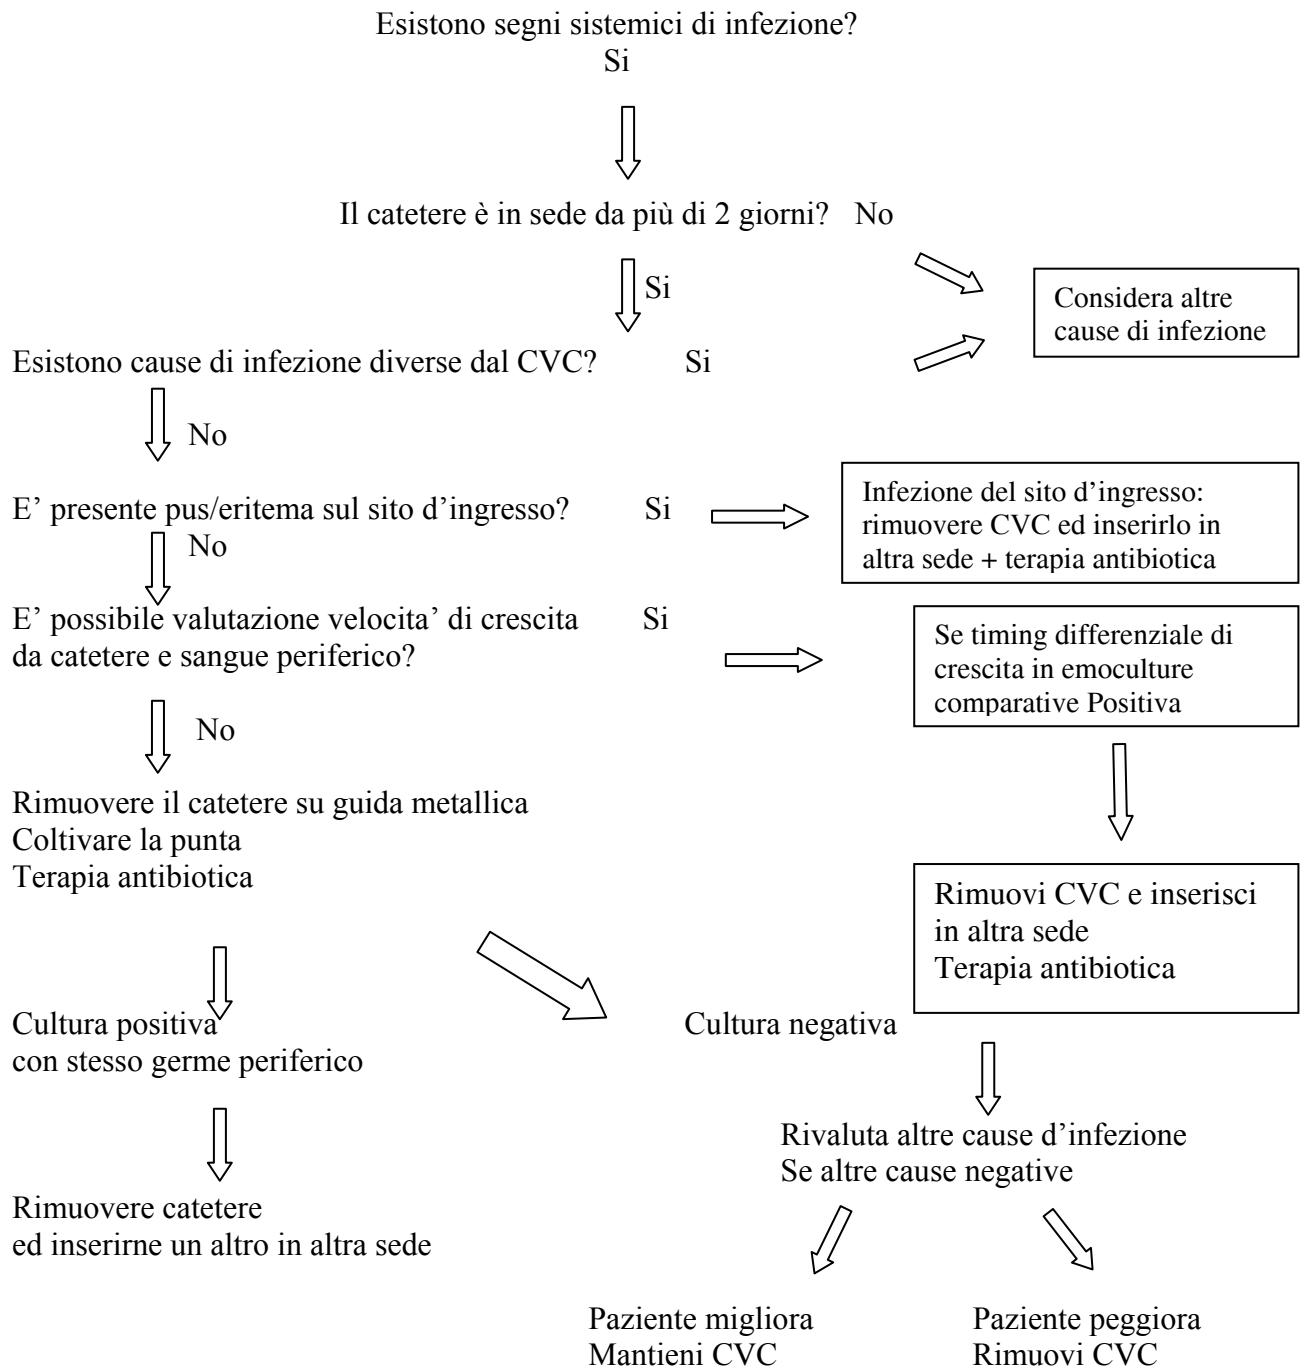 Esistono segni sistemici di infezione?
Si
Il catetere è in sede da più di 2 giorni? No
Si
Considera altre
cause di infezione
Esistono cause di infezione diverse dal CVC? Si
No
E’ presente pus/eritema sul sito d’ingresso? Si
No
Infezione del sito d’ingresso:
rimuovere CVC ed inserirlo in
altra sede + terapia antibiotica
E’ possibile valutazione velocita’ di crescita Si
da catetere e sangue periferico?
No
Se timing differenziale di
crescita in emoculture
comparative Positiva
Rimuovere il catetere su guida metallica
Coltivare la punta
Terapia antibiotica
Rimuovi CVC e inserisci
in altra sede
Terapia antibiotica
Cultura positiva
con stesso germe periferico
Cultura negativa
Rivaluta altre cause d’infezione
Se altre cause negative
Rimuovere catetere
ed inserirne un altro in altra sede
Paziente migliora
Mantieni CVC
Paziente peggiora
Rimuovi CVC